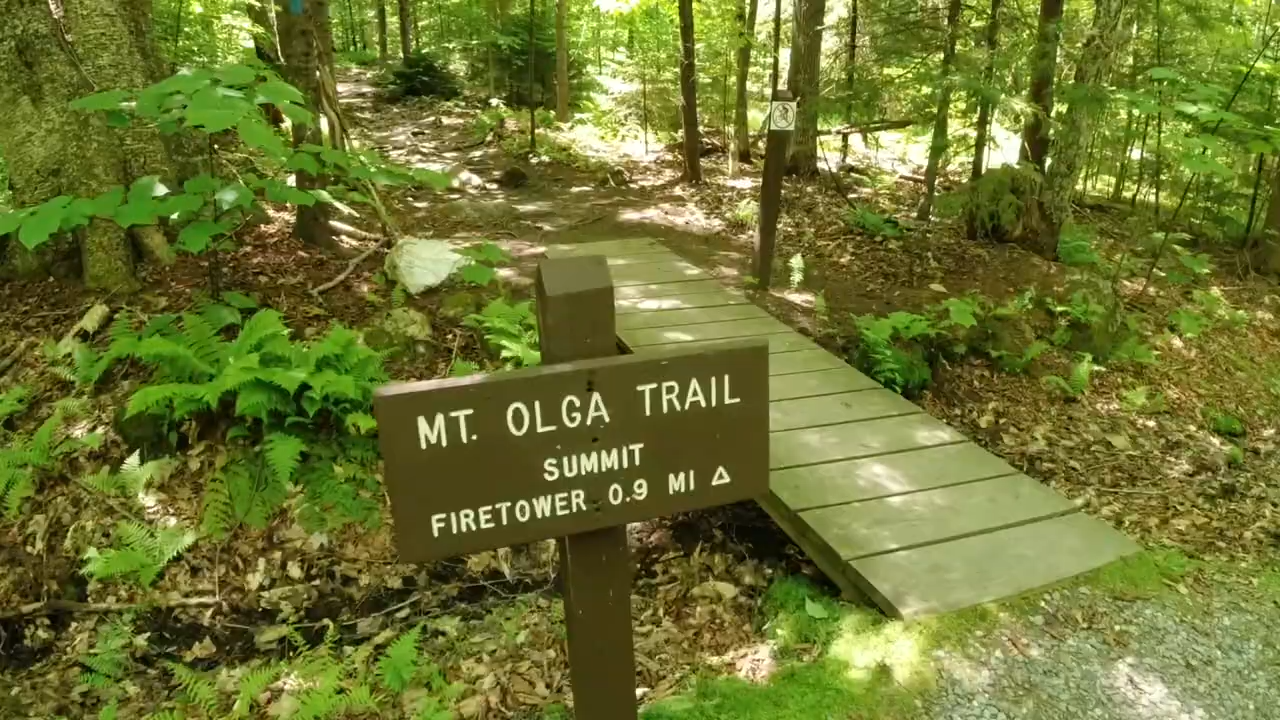 MT. OLGA TRAIL
SUMMIT
FIRETOWER 0.9 MI △